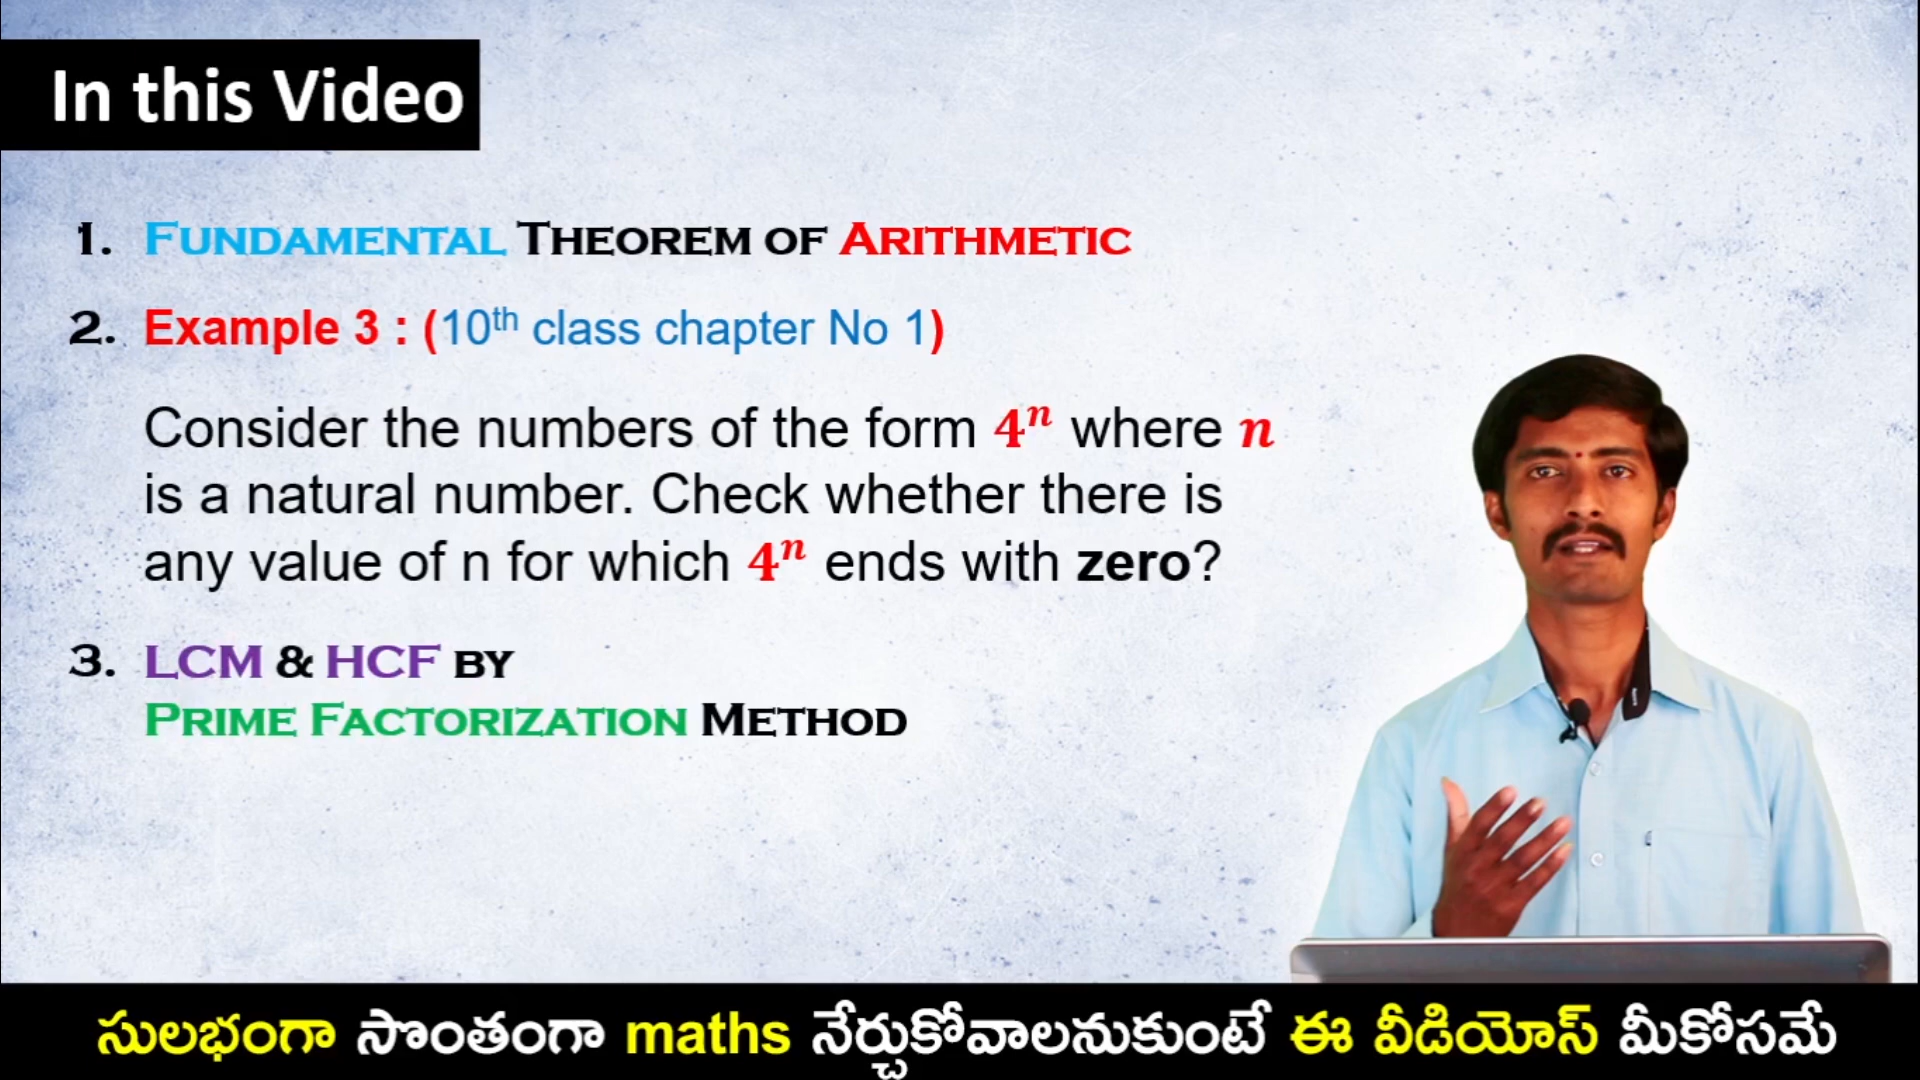 In this Video
1. FUNDAMENTAL THEOREM OF ARITHMETIC
2. Example 3 : (10th class chapter No 1)
Consider the numbers of the form 4ⁿ where n
is a natural number. Check whether there is
any value of n for which 4ⁿ ends with zero?
3. LCM & HCF BY
PRIME FACTORIZATION METHOD
సులభంగా సొంతంగా maths నేర్చుకోవాలనుకుంటే ఈ వీడియోస్ మీకోసమే